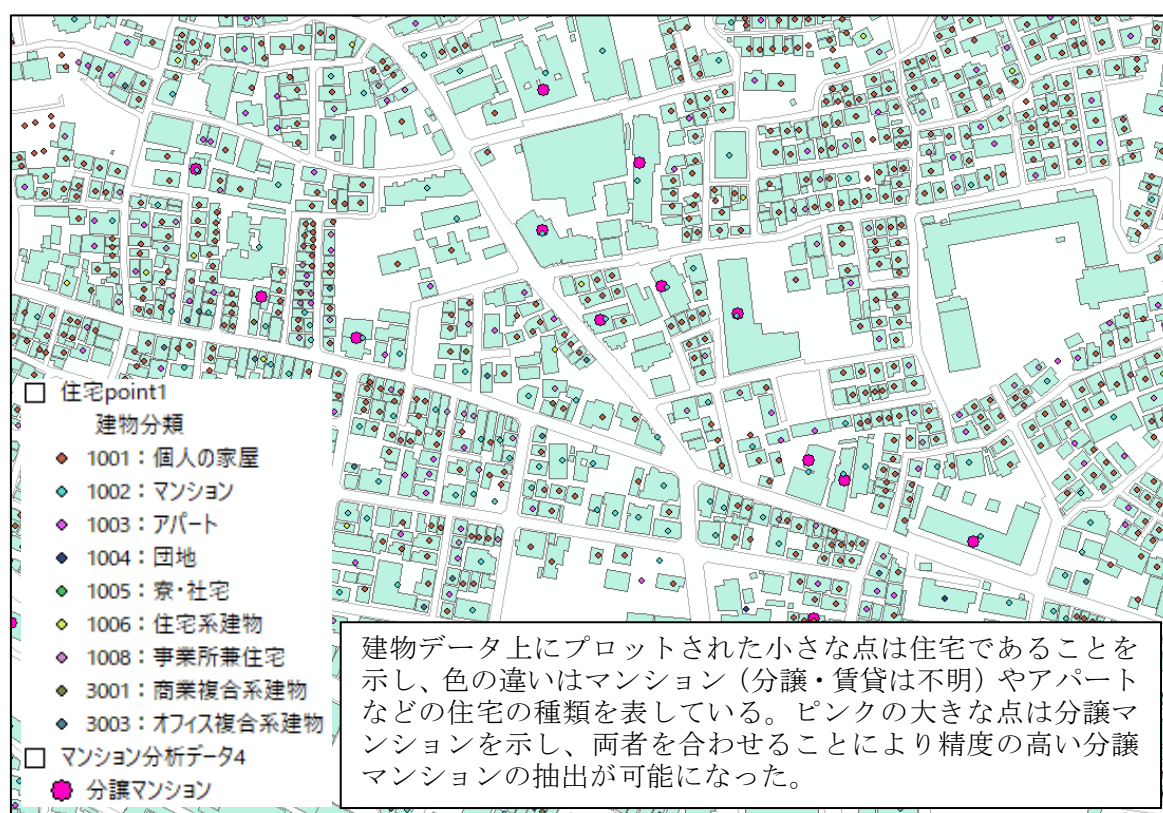 住宅point1
建物分類
1001：個人の家屋
1002：マンション
1003：アパート
1004：団地
1005：寮・社宅
1006：住宅系建物
1008：事業所兼住宅
3001：商業複合系建物
3003：オフィス複合系建物
マンション分析データ4
分譲マンション
建物データ上にプロットされた小さな点は住宅であることを
示し、色の違いはマンション（分譲・賃貸は不明）やアパート
などの住宅の種類を表している。ピンクの大きな点は分譲マ
ンションを示し、両者を合わせることにより精度の高い分譲
マンションの抽出が可能になった。